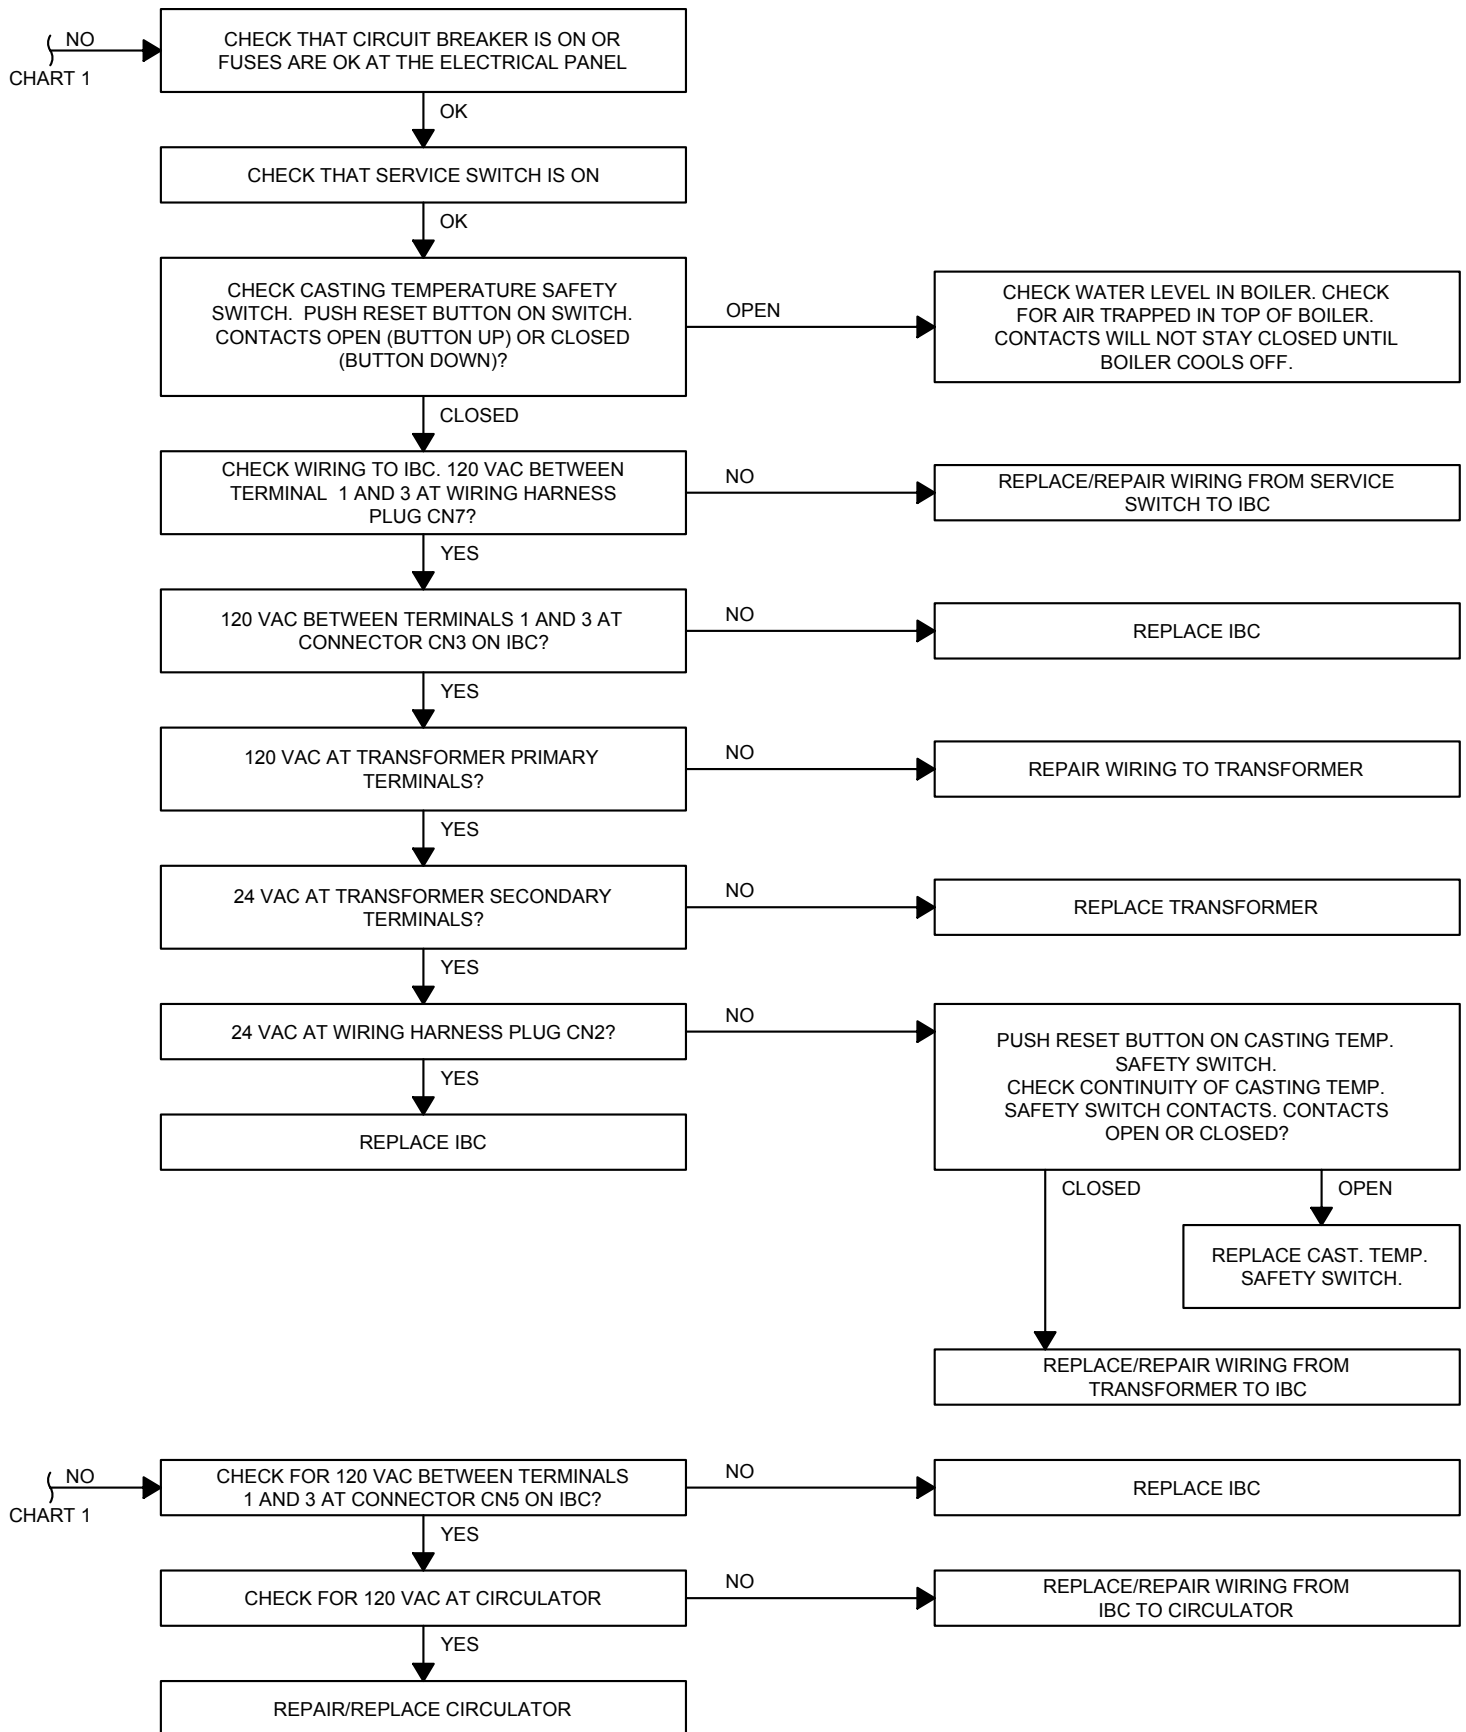 NO
CHART 1
CHECK THAT CIRCUIT BREAKER IS ON OR
FUSES ARE OK AT THE ELECTRICAL PANEL
OK
CHECK THAT SERVICE SWITCH IS ON
OK
CHECK CASTING TEMPERATURE SAFETY
SWITCH. PUSH RESET BUTTON ON SWITCH.
CONTACTS OPEN (BUTTON UP) OR CLOSED
(BUTTON DOWN)?
OPEN
CHECK WATER LEVEL IN BOILER. CHECK
FOR AIR TRAPPED IN TOP OF BOILER.
CONTACTS WILL NOT STAY CLOSED UNTIL
BOILER COOLS OFF.
CLOSED
CHECK WIRING TO IBC. 120 VAC BETWEEN
TERMINAL 1 AND 3 AT WIRING HARNESS
PLUG CN7?
NO
REPLACE/REPAIR WIRING FROM SERVICE
SWITCH TO IBC
YES
120 VAC BETWEEN TERMINALS 1 AND 3 AT
CONNECTOR CN3 ON IBC?
NO
REPLACE IBC
YES
120 VAC AT TRANSFORMER PRIMARY
TERMINALS?
NO
REPAIR WIRING TO TRANSFORMER
YES
24 VAC AT TRANSFORMER SECONDARY
TERMINALS?
NO
REPLACE TRANSFORMER
YES
24 VAC AT WIRING HARNESS PLUG CN2?
NO
PUSH RESET BUTTON ON CASTING TEMP.
SAFETY SWITCH.
CHECK CONTINUITY OF CASTING TEMP.
SAFETY SWITCH CONTACTS. CONTACTS
OPEN OR CLOSED?
YES
REPLACE IBC
CLOSED
OPEN
REPLACE CAST. TEMP.
SAFETY SWITCH.
REPLACE/REPAIR WIRING FROM
TRANSFORMER TO IBC
NO
CHART 1
CHECK FOR 120 VAC BETWEEN TERMINALS
1 AND 3 AT CONNECTOR CN5 ON IBC?
NO
REPLACE IBC
YES
CHECK FOR 120 VAC AT CIRCULATOR
NO
REPLACE/REPAIR WIRING FROM
IBC TO CIRCULATOR
YES
REPAIR/REPLACE CIRCULATOR